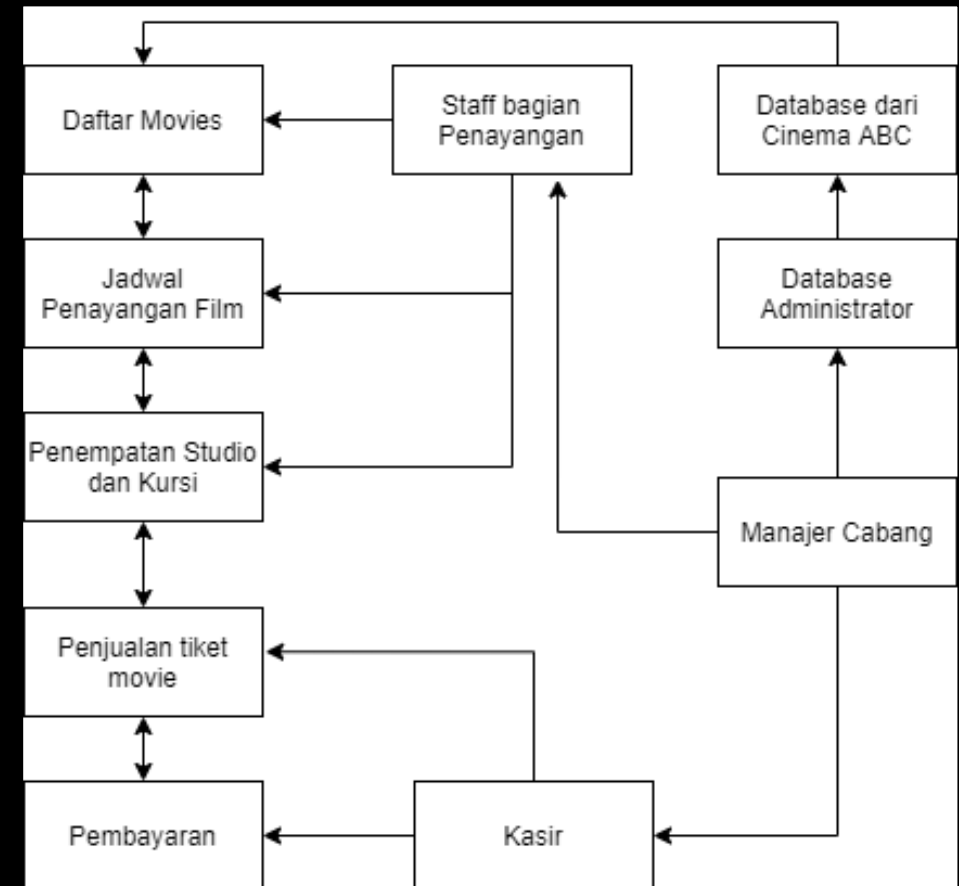 Daftar Movies
Staff bagian
Penayangan
Database dari
Cinema ABC
Jadwal
Penayangan Film
Database
Administrator
Penempatan Studio
dan Kursi
Manajer Cabang
Penjualan tiket
movie
Pembayaran
Kasir